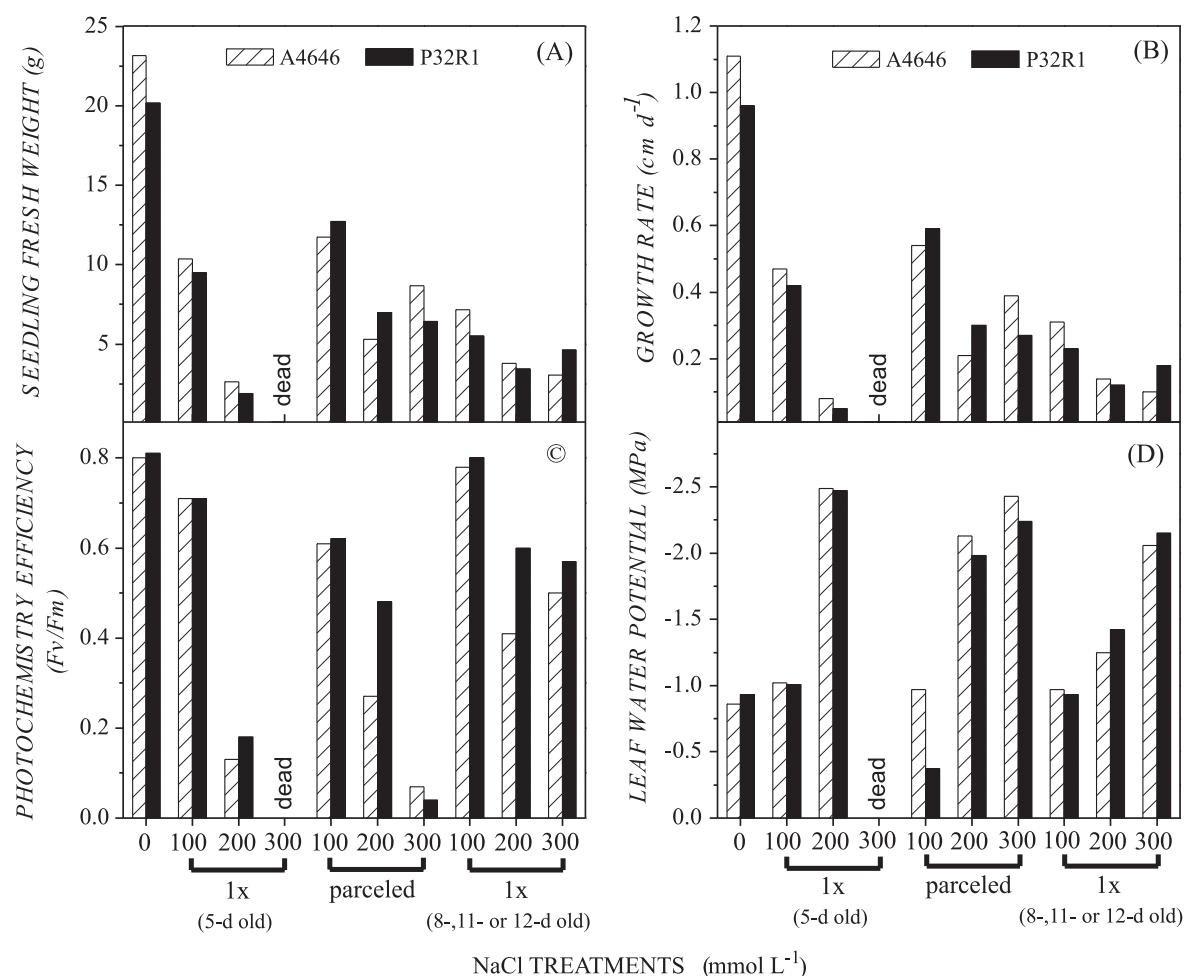 25
20
15
10
5
SEEDLING FRESH WEIGHT (g)
A4646 P32R1 (A)
dead
1.2
1.0
0.8
0.6
0.4
0.2
GROWTH RATE (cm d-1)
A4646 P32R1 (B)
dead
0.8
0.6
0.4
0.2
0.0
PHOTOCHEMISTRY EFFICIENCY
(Fv/Fm)
©
dead
0 100 200 300 100 200 300 100 200 300
1x parceled 1x
(5-d old) (8-,11- or 12-d old)
-2.5
-2.0
-1.5
-1.0
-0.5
0.0
LEAF WATER POTENTIAL (MPa)
(D)
dead
0 100 200 300 100 200 300 100 200 300
1x parceled 1x
(5-d old) (8-,11- or 12-d old)
NaCl TREATMENTS (mmol L-1)